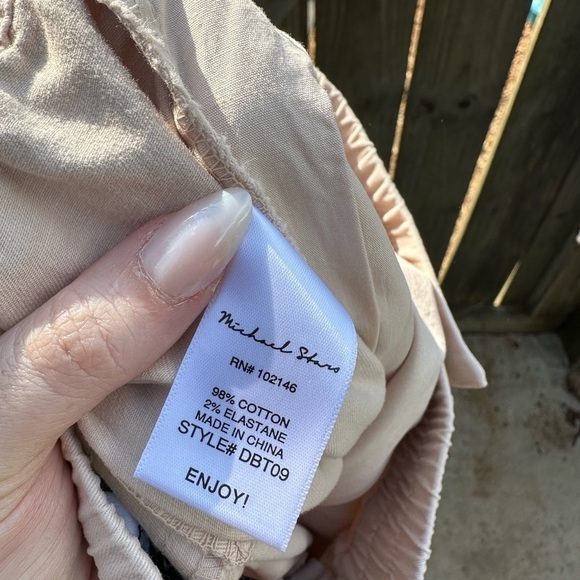 Michael Stars
RN# 102146
98% COTTON
2% ELASTANE
MADE IN CHINA
STYLE# DBT09
ENJOY!